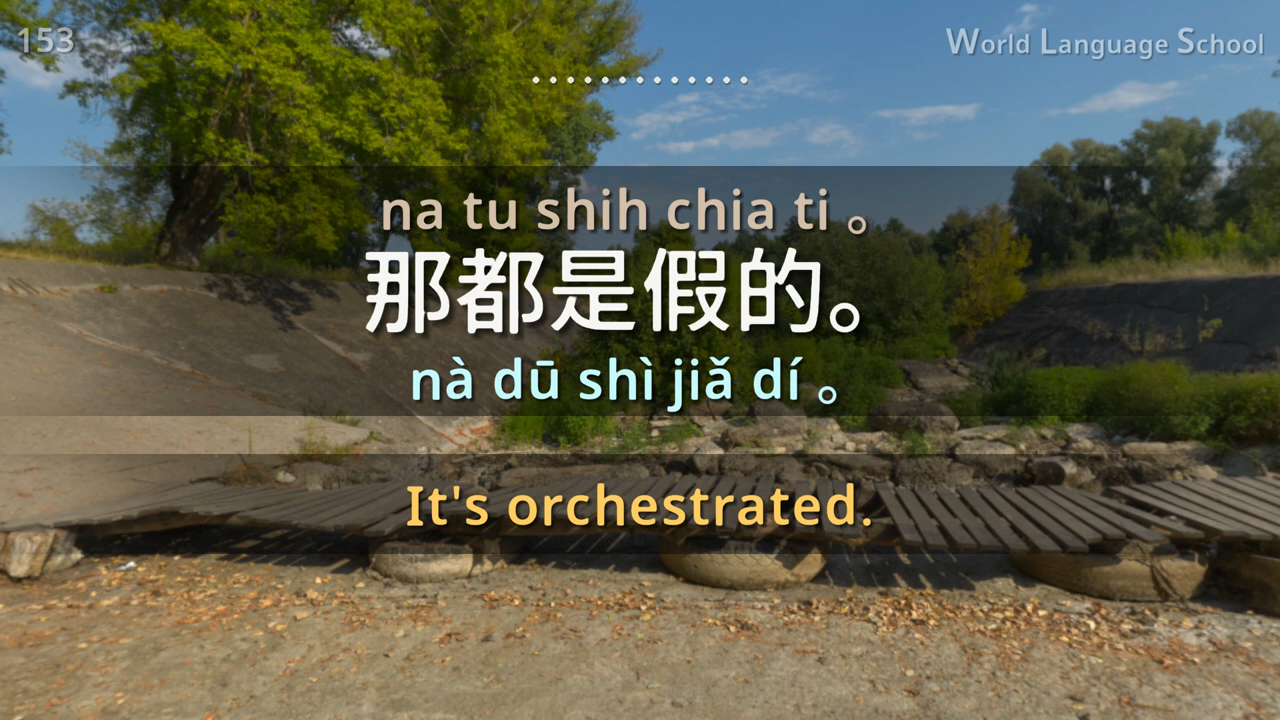 153
World Language School
na tu shih chia ti 。
那都是假的。
nà dū shì jiǎ dí 。
It's orchestrated.